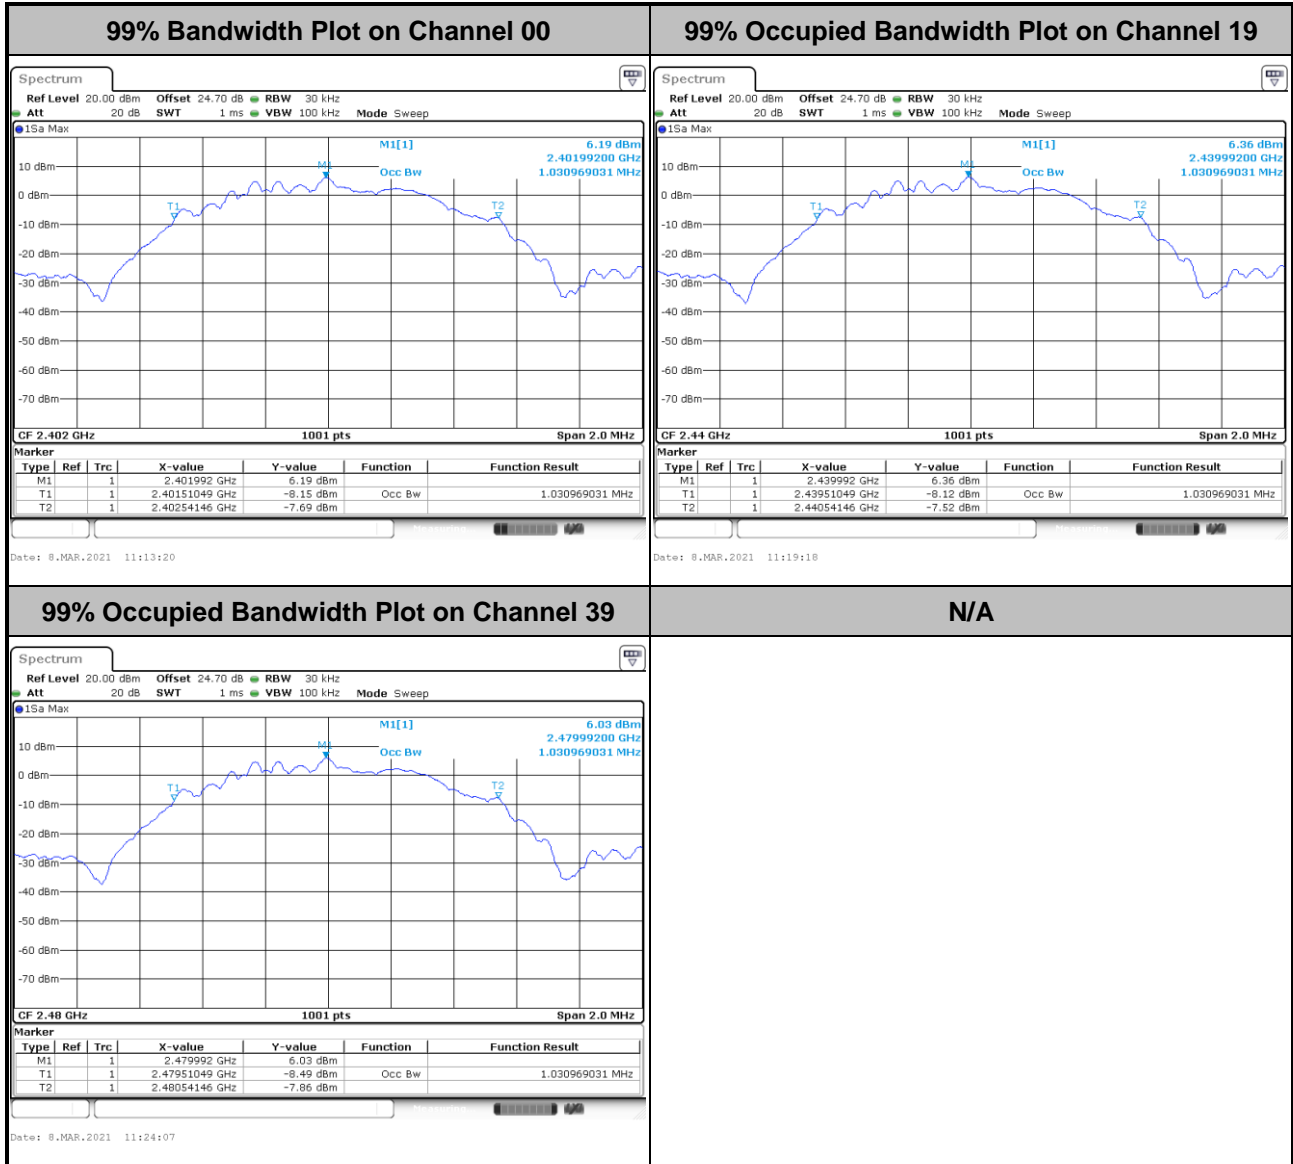 99% Bandwidth Plot on Channel 00
99% Occupied Bandwidth Plot on Channel 19
Spectrum
Ref Level 20.00 dBm Offset 24.70 dB RBW 30 kHz
Att 20 dB SWT 1 ms VBW 100 kHz Mode Sweep
1Sa Max
M1[1] 6.19 dBm
2.40199200 GHz
Occ Bw 1.030969031 MHz
M1
T1
T2
10 dBm
0 dBm
-10 dBm
-20 dBm
-30 dBm
-40 dBm
-50 dBm
-60 dBm
-70 dBm
CF 2.402 GHz 1001 pts Span 2.0 MHz
Marker
Type Ref Trc X-value Y-value Function Function Result
M1 1 2.401992 GHz 6.19 dBm
T1 1 2.40151049 GHz -8.15 dBm Occ Bw 1.030969031 MHz
T2 1 2.40254146 GHz -7.69 dBm
Measuring...
Date: 8.MAR.2021 11:13:20
Spectrum
Ref Level 20.00 dBm Offset 24.70 dB RBW 30 kHz
Att 20 dB SWT 1 ms VBW 100 kHz Mode Sweep
1Sa Max
M1[1] 6.36 dBm
2.43999200 GHz
Occ Bw 1.030969031 MHz
M1
T1
T2
10 dBm
0 dBm
-10 dBm
-20 dBm
-30 dBm
-40 dBm
-50 dBm
-60 dBm
-70 dBm
CF 2.44 GHz 1001 pts Span 2.0 MHz
Marker
Type Ref Trc X-value Y-value Function Function Result
M1 1 2.439992 GHz 6.36 dBm
T1 1 2.43951049 GHz -8.12 dBm Occ Bw 1.030969031 MHz
T2 1 2.44054146 GHz -7.52 dBm
Measuring...
Date: 8.MAR.2021 11:19:18
99% Occupied Bandwidth Plot on Channel 39
N/A
Spectrum
Ref Level 20.00 dBm Offset 24.70 dB RBW 30 kHz
Att 20 dB SWT 1 ms VBW 100 kHz Mode Sweep
1Sa Max
M1[1] 6.03 dBm
2.47999200 GHz
Occ Bw 1.030969031 MHz
M1
T1
T2
10 dBm
0 dBm
-10 dBm
-20 dBm
-30 dBm
-40 dBm
-50 dBm
-60 dBm
-70 dBm
CF 2.48 GHz 1001 pts Span 2.0 MHz
Marker
Type Ref Trc X-value Y-value Function Function Result
M1 1 2.479992 GHz 6.03 dBm
T1 1 2.47951049 GHz -8.49 dBm Occ Bw 1.030969031 MHz
T2 1 2.48054146 GHz -7.86 dBm
Measuring...
Date: 8.MAR.2021 11:24:07